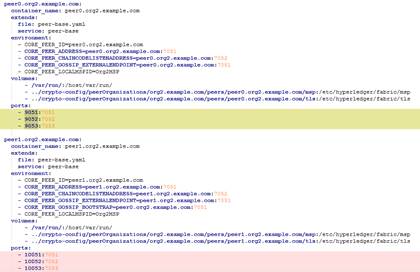 peer0.org2.example.com:
container_name: peer0.org2.example.com
extends:
file: peer-base.yaml
service: peer-base
environment:
- CORE_PEER_ID=peer0.org2.example.com
- CORE_PEER_ADDRESS=peer0.org2.example.com:7051
- CORE_PEER_CHAINCODELISTENADDRESS=peer0.org2.example.com:7052
- CORE_PEER_GOSSIP_EXTERNALENDPOINT=peer0.org2.example.com:7051
- CORE_PEER_LOCALMSPID=Org2MSP
volumes:
- /var/run/:/host/var/run/
- ../crypto-config/peerOrganizations/org2.example.com/peers/peer0.org2.example.com/msp:/etc/hyperledger/fabric/msp
- ../crypto-config/peerOrganizations/org2.example.com/peers/peer0.org2.example.com/tls:/etc/hyperledger/fabric/tls
ports:
- 9051:7051
- 9052:7052
- 9053:7053
peer1.org2.example.com:
container_name: peer1.org2.example.com
extends:
file: peer-base.yaml
service: peer-base
environment:
- CORE_PEER_ID=peer1.org2.example.com
- CORE_PEER_ADDRESS=peer1.org2.example.com:7051
- CORE_PEER_CHAINCODELISTENADDRESS=peer1.org2.example.com:7052
- CORE_PEER_GOSSIP_EXTERNALENDPOINT=peer1.org2.example.com:7051
- CORE_PEER_GOSSIP_BOOTSTRAP=peer0.org2.example.com:7051
- CORE_PEER_LOCALMSPID=Org2MSP
volumes:
- /var/run/:/host/var/run/
- ../crypto-config/peerOrganizations/org2.example.com/peers/peer1.org2.example.com/msp:/etc/hyperledger/fabric/msp
- ../crypto-config/peerOrganizations/org2.example.com/peers/peer1.org2.example.com/tls:/etc/hyperledger/fabric/tls
ports:
- 10051:7051
- 10052:7052
- 10053:7053